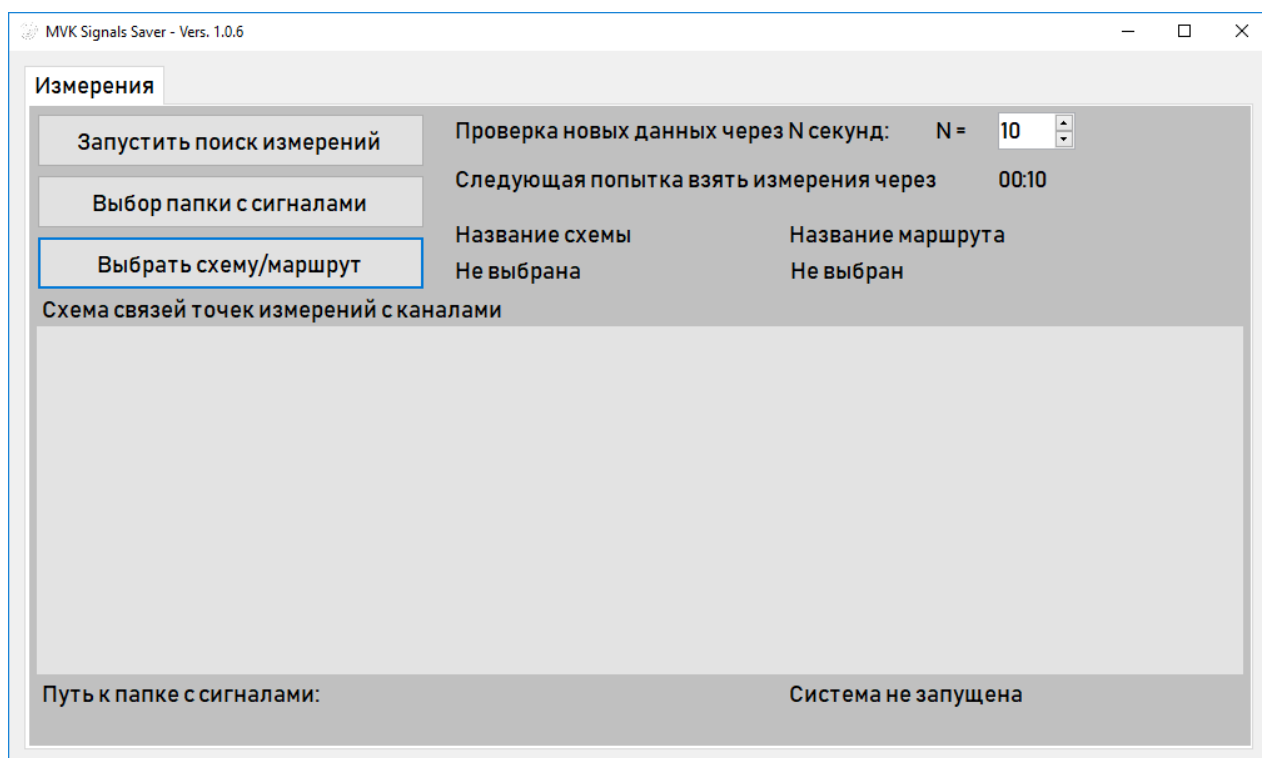 MVK Signals Saver - Vers. 1.0.6
Измерения
Запустить поиск измерений
Проверка новых данных через N секунд: N = 10
Выбор папки с сигналами
Следующая попытка взять измерения через 00:10
Выбрать схему/маршрут
Название схемы Название маршрута
Не выбрана Не выбран
Схема связей точек измерений с каналами
Путь к папке с сигналами: Система не запущена